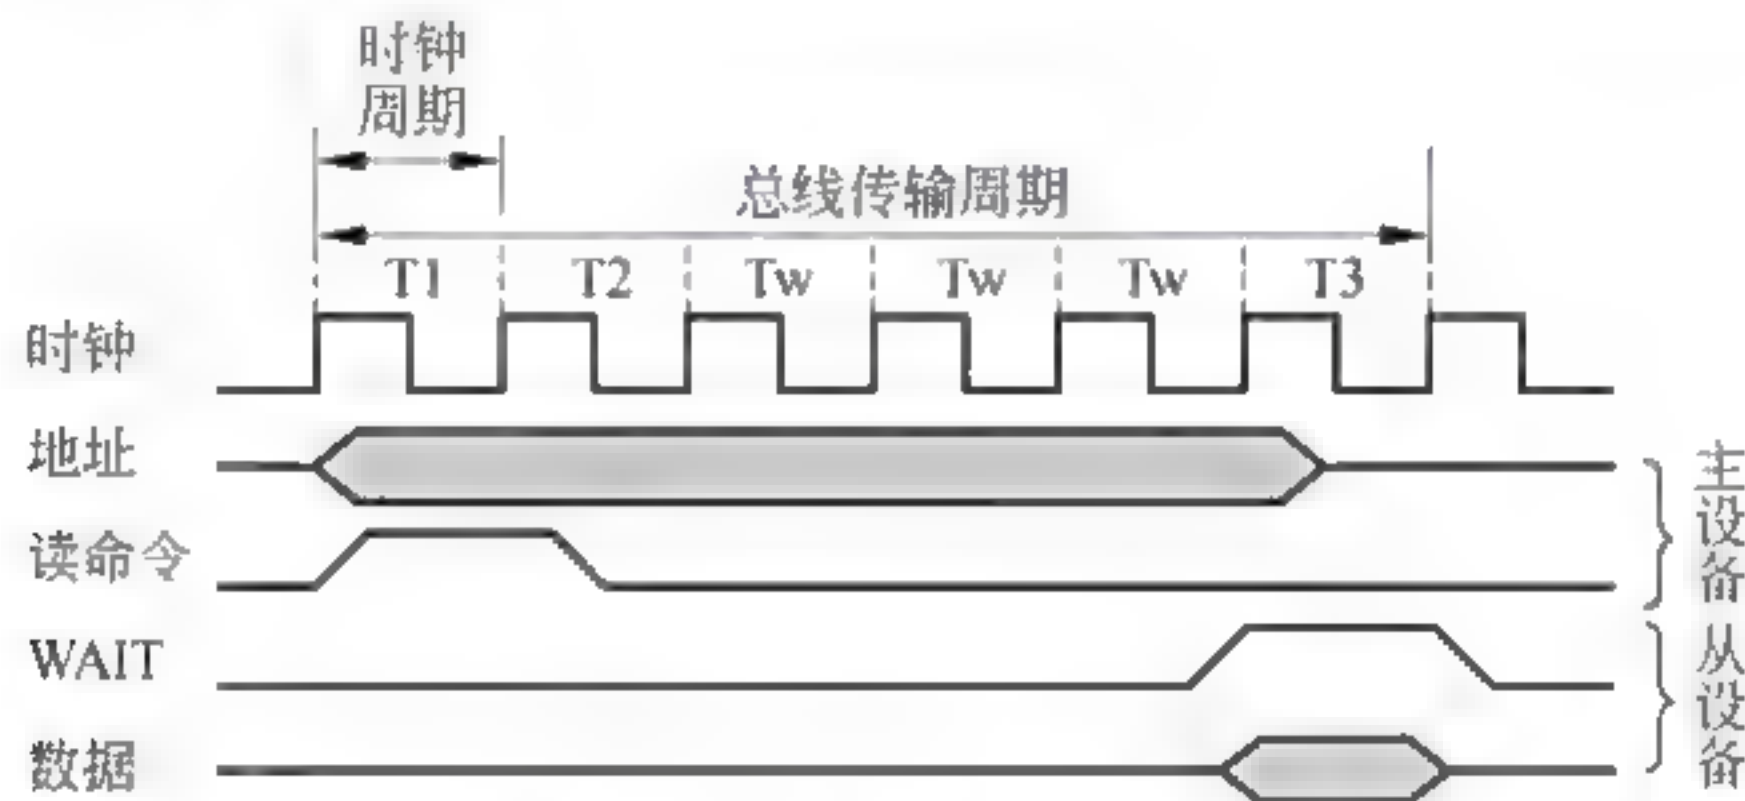 时钟
周期
总线传输周期
T1 T2 Tw Tw Tw T3
时钟
地址
读命令
WAIT
数据
主设备
从设备